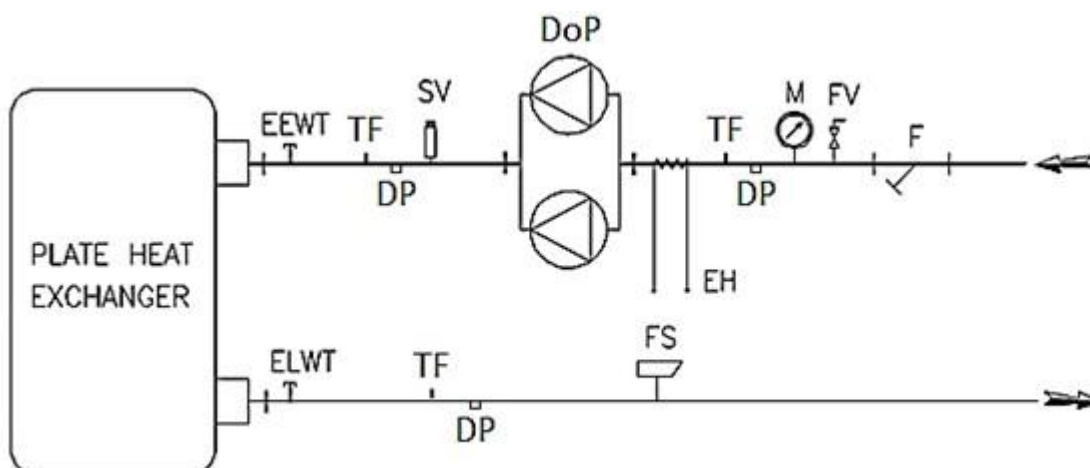 DoP
SV
M FV
EEWT TF TF F
DP DP
PLATE HEAT
EXCHANGER
EH
FS
ELWT TF
DP